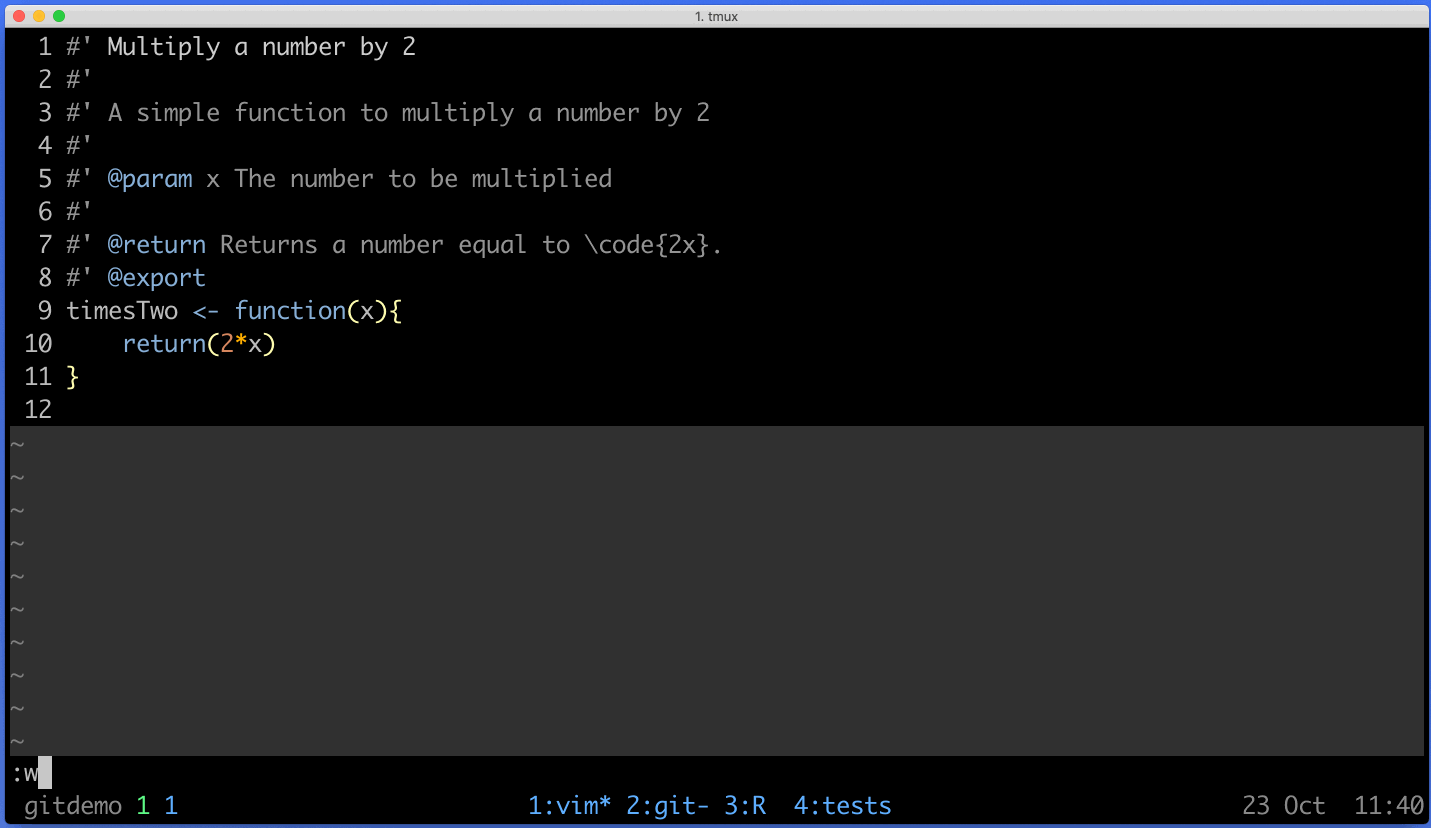 1. tmux
1 #' Multiply a number by 2
2 #'
3 #' A simple function to multiply a number by 2
4 #'
5 #' @param x The number to be multiplied
6 #'
7 #' @return Returns a number equal to \code{2x}.
8 #' @export
9 timesTwo <- function(x){
10     return(2*x)
11 }
12
~
~
~
~
~
~
~
~
~
~
:w
gitdemo 1 1 1:vim* 2:git- 3:R 4:tests 23 Oct 11:40